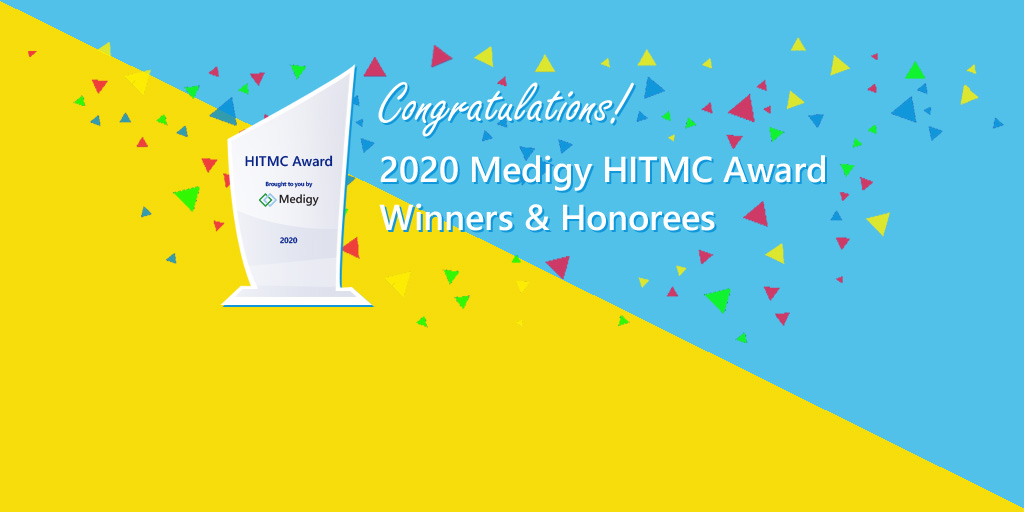 HITMC Award
Brought to you by
Medigy
2020
Congratulations!
2020 Medigy HITMC Award
Winners & Honorees